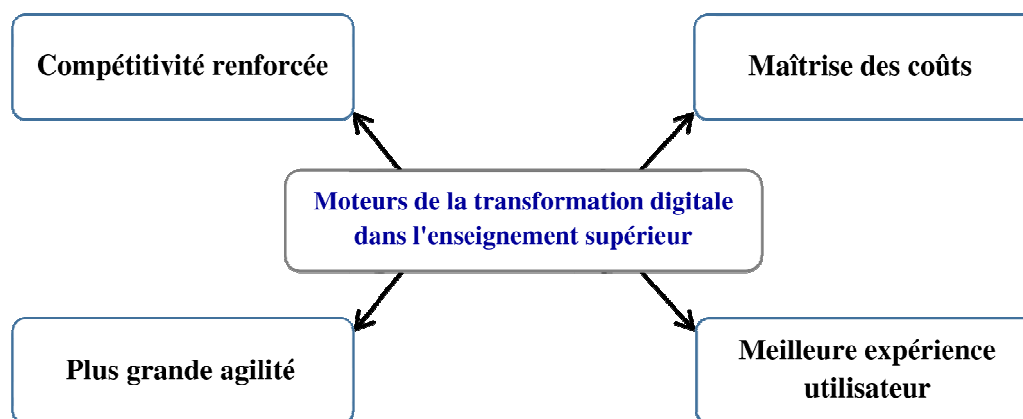 Compétitivité renforcée
Maîtrise des coûts
Moteurs de la transformation digitale
dans l'enseignement supérieur
Plus grande agilité
Meilleure expérience
utilisateur